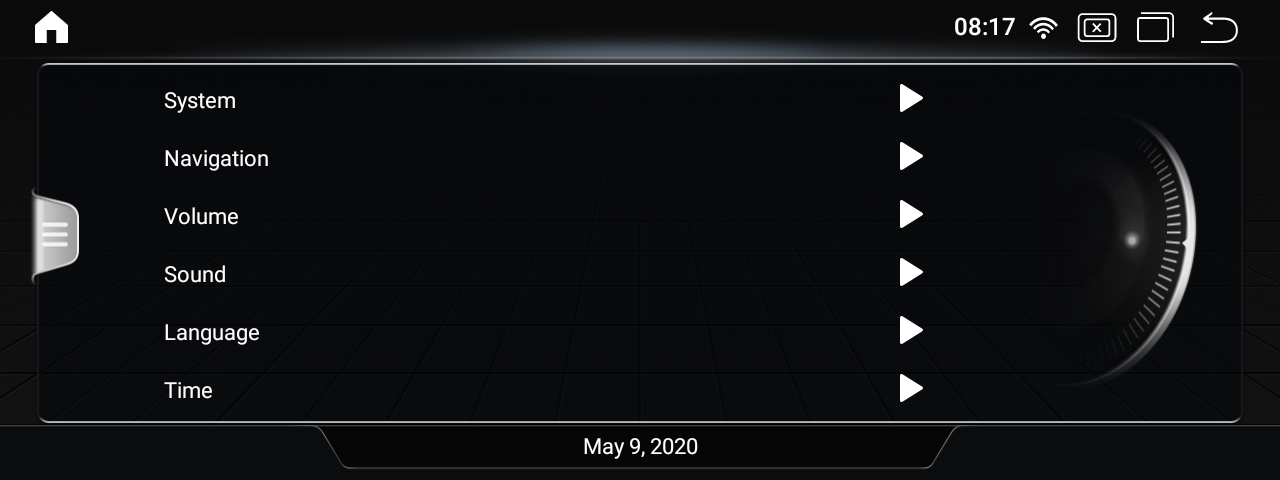 08:17
System
Navigation
Volume
Sound
Language
Time
May 9, 2020